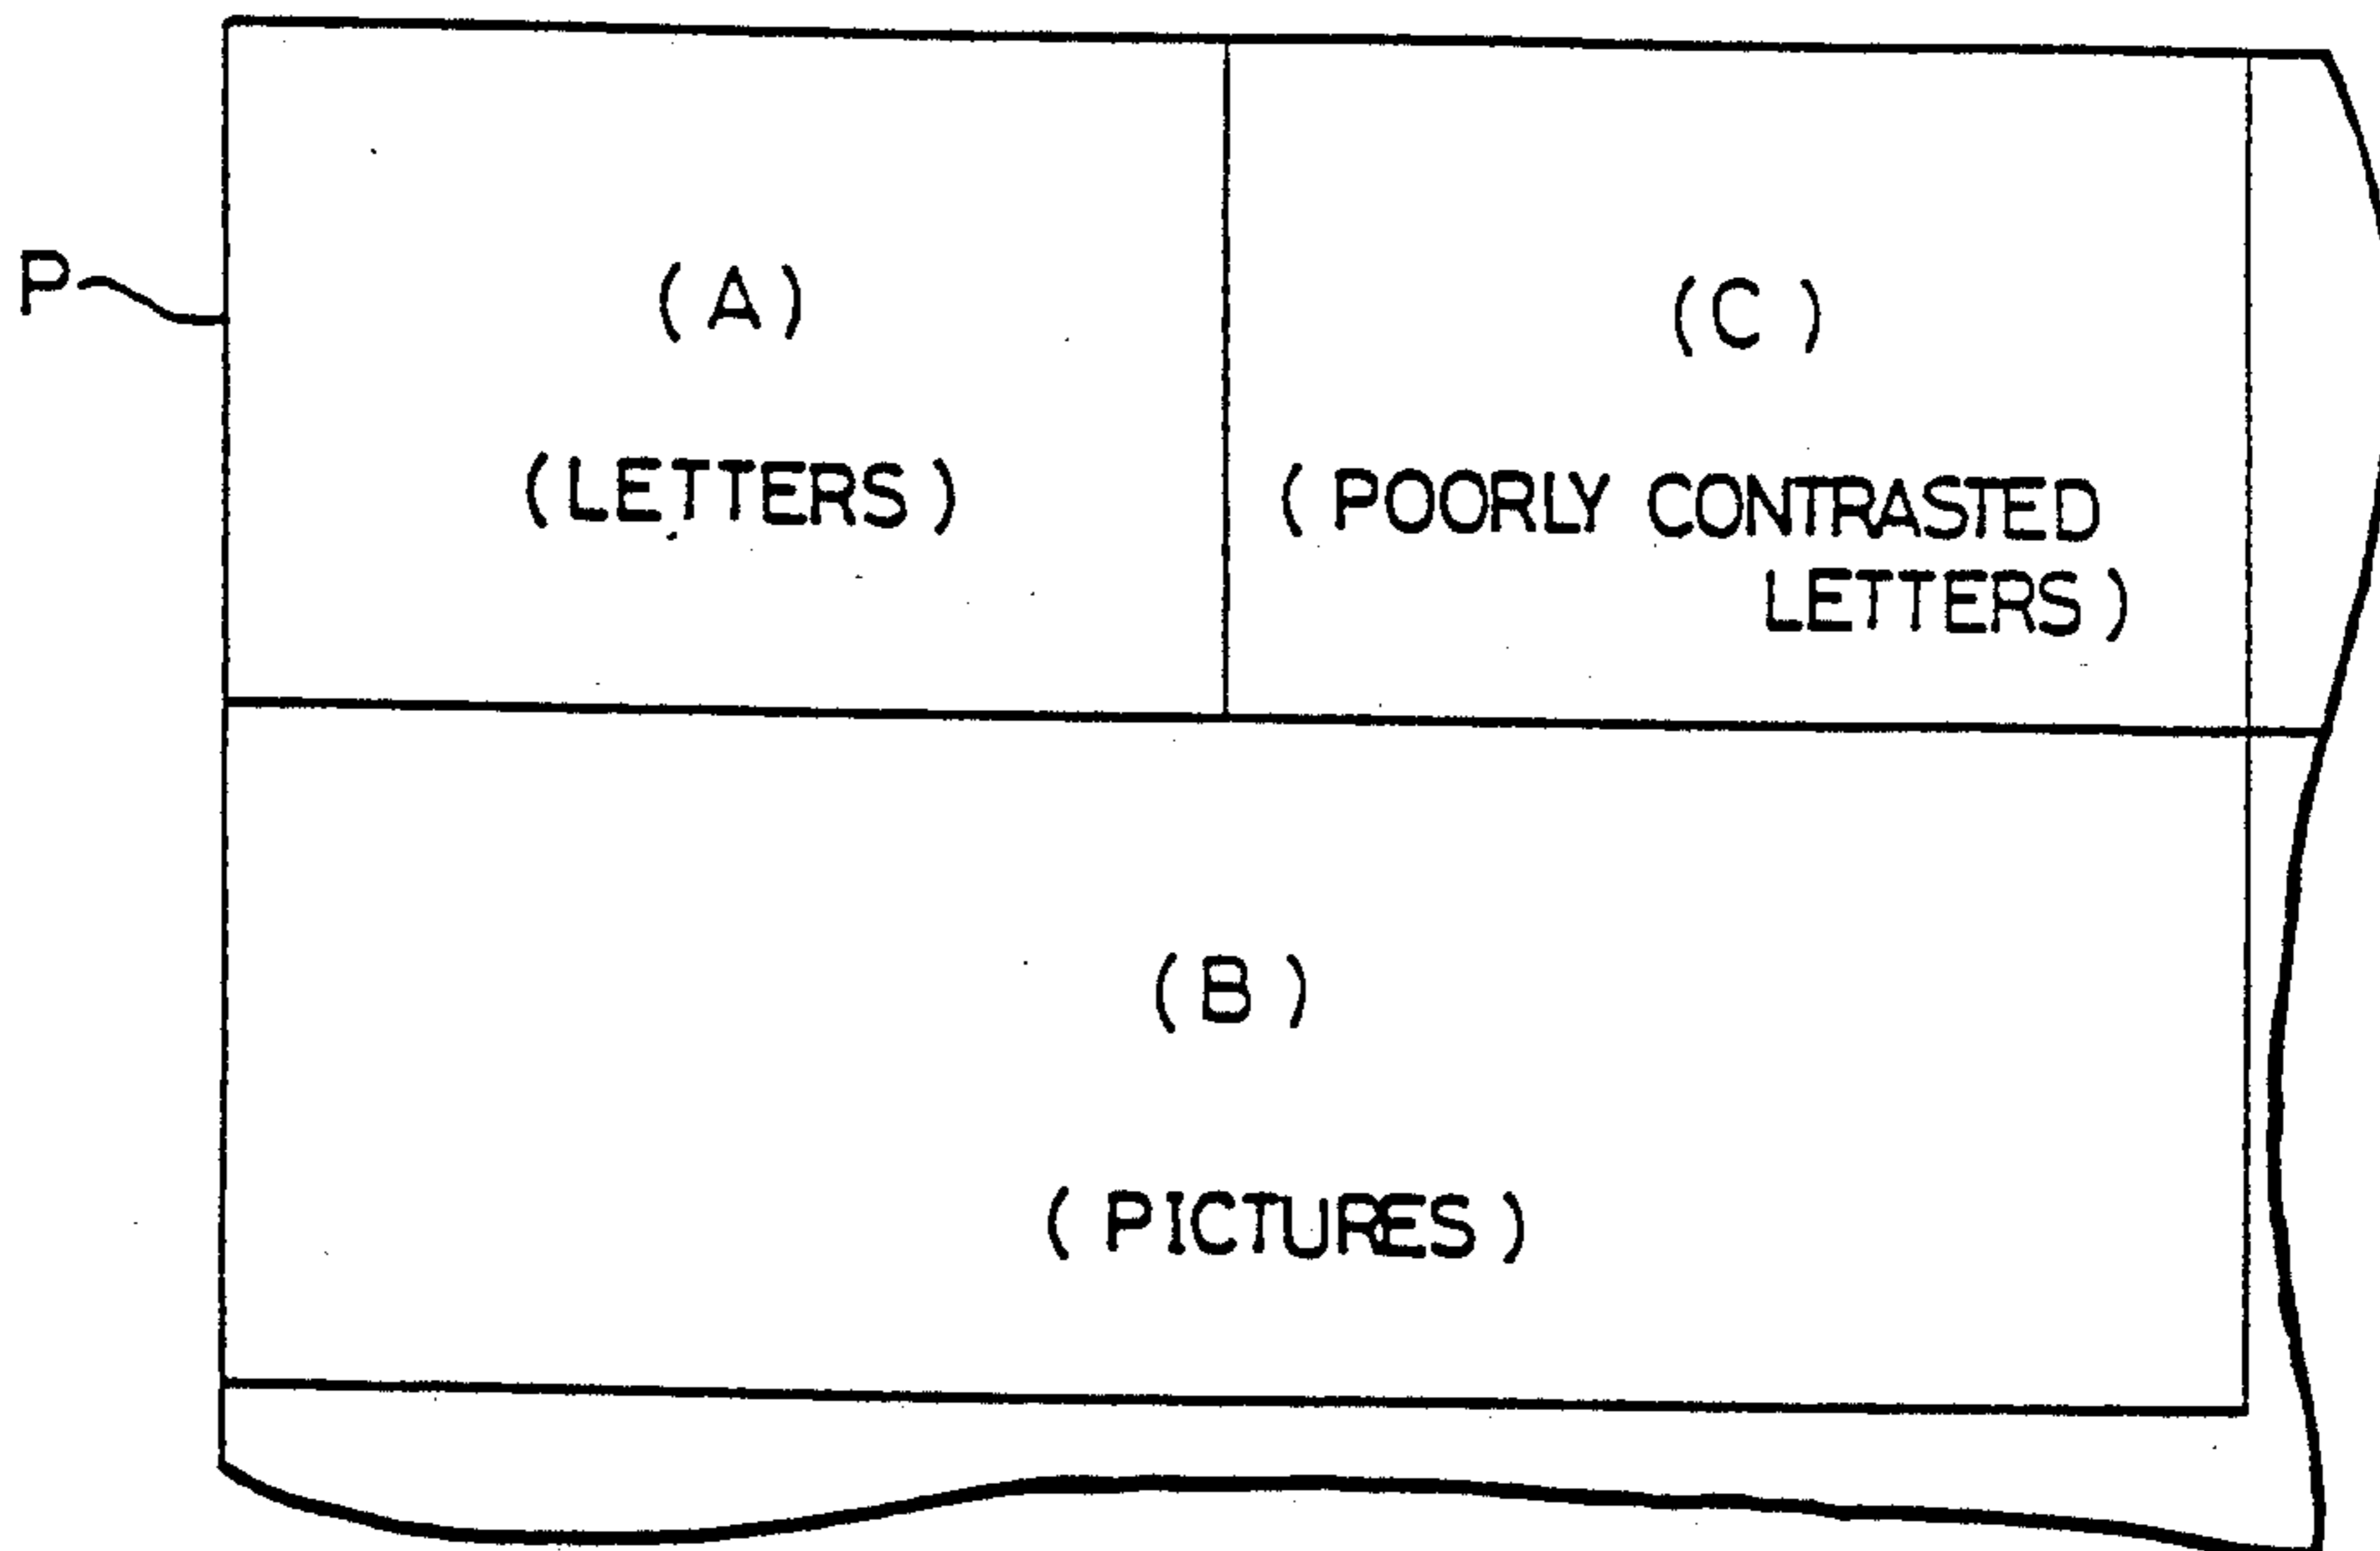 P
(A)
(LETTERS)
(C)
(POORLY CONTRASTED
LETTERS)
(B)
(PICTURES)